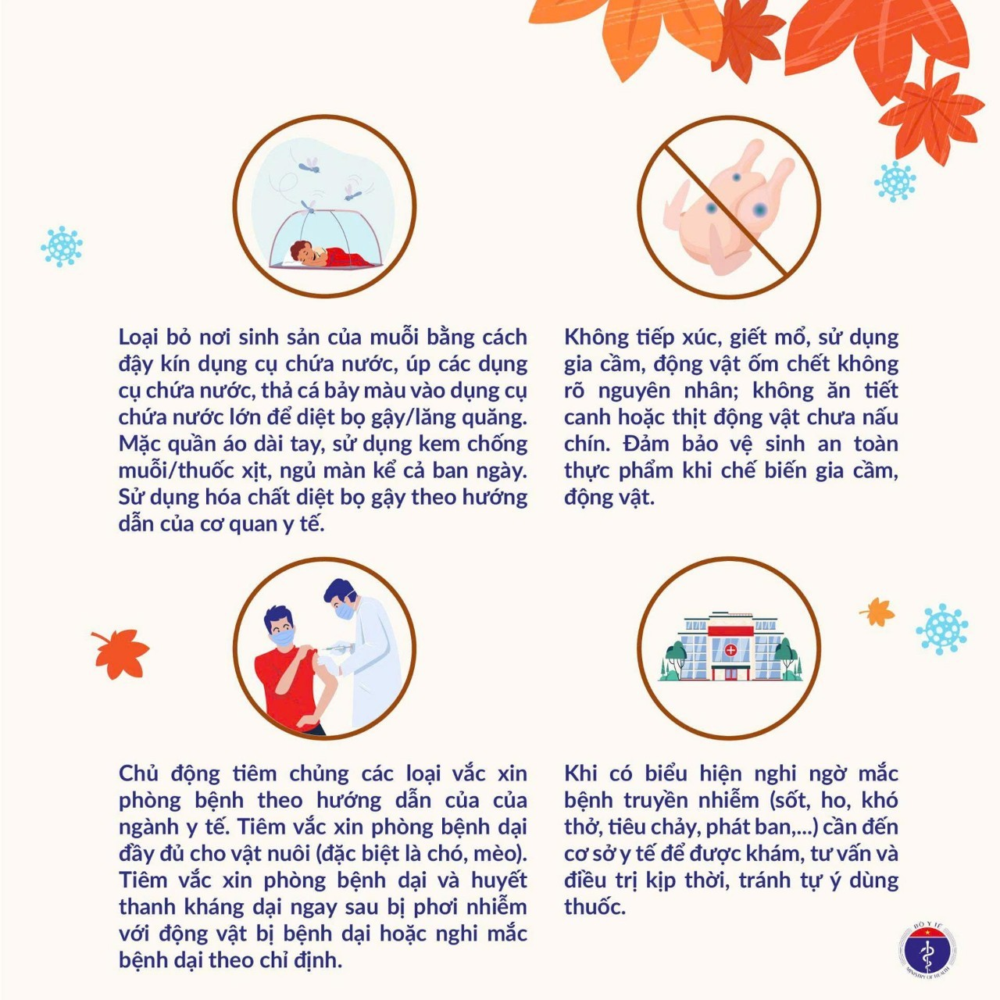 Loại bỏ nơi sinh sản của muỗi bằng cách
đậy kín dụng cụ chứa nước, úp các dụng
cụ chứa nước, thả cá bảy màu vào dụng cụ
chứa nước lớn để diệt bọ gậy/lăng quăng.
Mặc quần áo dài tay, sử dụng kem chống
muỗi/thuốc xịt, ngủ màn kể cả ban ngày.
Sử dụng hóa chất diệt bọ gậy theo hướng
dẫn của cơ quan y tế.
Không tiếp xúc, giết mổ, sử dụng
gia cầm, động vật ốm chết không
rõ nguyên nhân; không ăn tiết
canh hoặc thịt động vật chưa nấu
chín. Đảm bảo vệ sinh an toàn
thực phẩm khi chế biến gia cầm,
động vật.
Chủ động tiêm chủng các loại vắc xin
phòng bệnh theo hướng dẫn của của
ngành y tế. Tiêm vắc xin phòng bệnh dại
đầy đủ cho vật nuôi (đặc biệt là chó, mèo).
Tiêm vắc xin phòng bệnh dại và huyết
thanh kháng dại ngay sau bị phơi nhiễm
với động vật bị bệnh dại hoặc nghi mắc
bệnh dại theo chỉ định.
Khi có biểu hiện nghi ngờ mắc
bệnh truyền nhiễm (sốt, ho, khó
thở, tiêu chảy, phát ban,...) cần đến
cơ sở y tế để được khám, tư vấn và
điều trị kịp thời, tránh tự ý dùng
thuốc.
BỘ Y TẾ
MINISTRY OF HEALTH